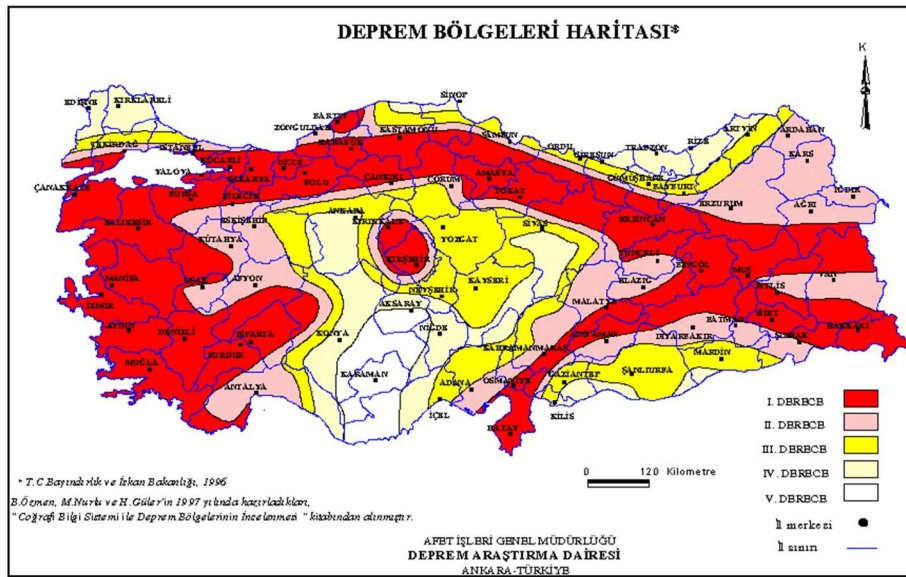 DEPREM BÖLGELERİ HARİTASI*
K
SİNOP
EDİRNE
KIRKLARELİ
BARTIN
ZONGULDAK
KASTAMONU
SAMSUN
ARTVİN
ARDAHAN
TEKİRDAĞ
İSTANBUL
KARABÜK
ORDU
GİRESUN
TRABZON
RİZE
KARS
KOCAELİ
YALOVA
SAKARYA
DÜZCE
BOLU
ÇANKIRI
ÇORUM
AMASYA
TOKAT
GÜMÜŞHANE
BAYBURT
ÇANAKKALE
BURSA
BİLECİK
ERZURUM
AĞRI
IĞDIR
BALIKESİR
ESKİŞEHİR
ANKARA
KIRIKKALE
YOZGAT
SİVAS
ERZİNCAN
KÜTAHYA
KIRŞEHİR
TUNCELİ
BİNGÖL
MUŞ
MANİSA
UŞAK
AFYON
NEVŞEHİR
KAYSERİ
ELAZIĞ
BİTLİS
VAN
İZMİR
AKSARAY
MALATYA
AYDIN
DENİZLİ
ISPARTA
KONYA
NİĞDE
ADIYAMAN
DİYARBAKIR
BATMAN
SİİRT
ŞIRNAK
HAKKARİ
BURDUR
KAHRAMANMARAŞ
MARDİN
MUĞLA
KARAMAN
ADANA
OSMANİYE
GAZİANTEP
ŞANLIURFA
ANTALYA
İÇEL
KİLİS
HATAY
I. DERECE
II. DERECE
III. DERECE
IV. DERECE
V. DERECE
0 120 Kilometre
İl merkezi
İl sınırı
* T.C.Bayındırlık ve İskan Bakanlığı, 1996
B.Özmen, M.Nurlu ve H.Güler'in 1997 yılında hazırladıkları,
"Coğrafi Bilgi Sistemi ile Deprem Bölgelerinin İncelenmesi " kitabından alınmıştır.
AFET İŞLERİ GENEL MÜDÜRLÜĞÜ
DEPREM ARAŞTIRMA DAİRESİ
ANKARA-TÜRKİYE